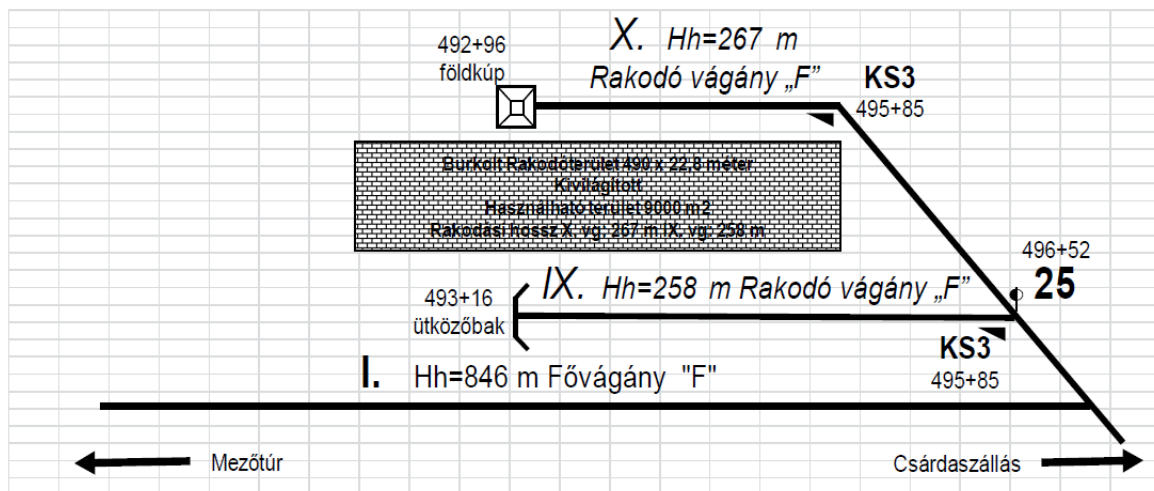 X. Hh=267 m
Rakodó vágány „F”
492+96
földkúp
KS3
495+85
Burkolt Rakodóterület 490 x 22,8 méter
Kivilágított
Használható terület 9000 m2
Rakodási hossz X. vg: 267 m IX. vg: 258 m
496+52
25
IX. Hh=258 m Rakodó vágány „F”
493+16
ütközőbak
KS3
495+85
I. Hh=846 m Fővágány "F"
Mezőtúr
Csárdaszállás